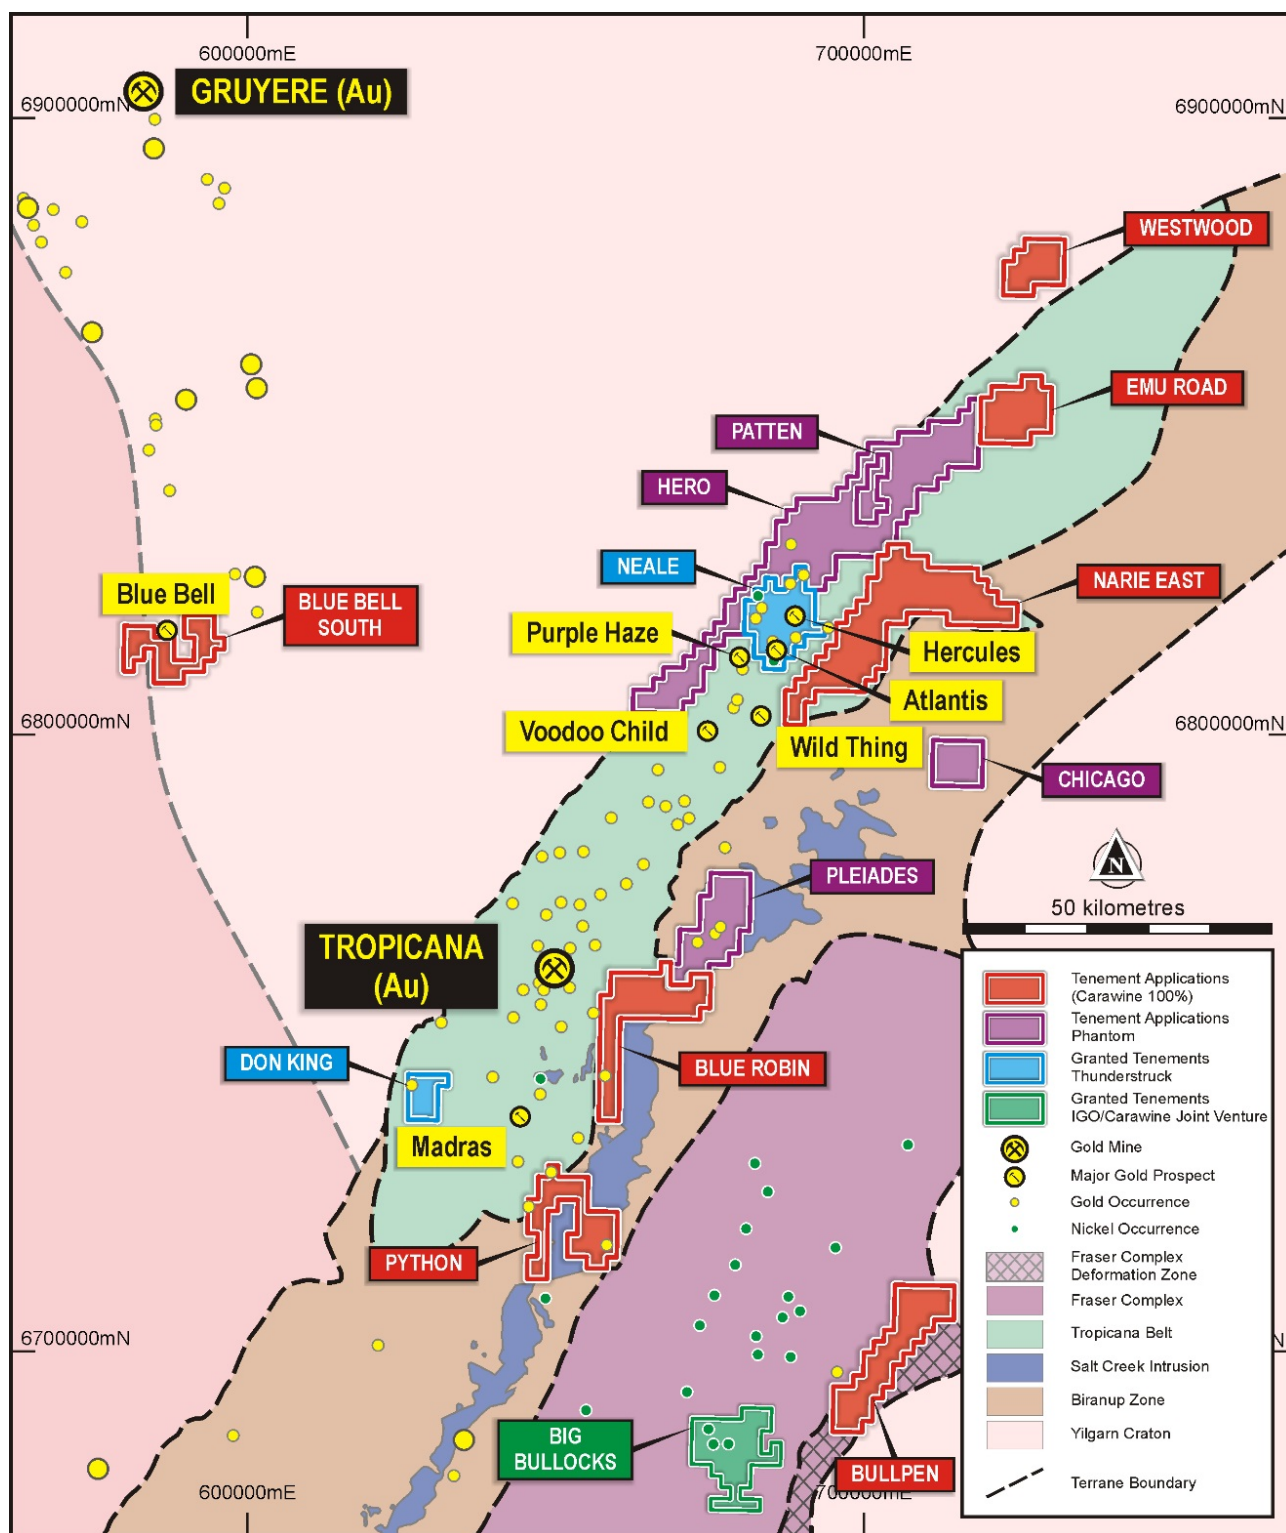 600000mE
700000mE
GRUYERE (Au)
6900000mN
6900000mN
WESTWOOD
EMU ROAD
PATTEN
HERO
NEALE
NARIE EAST
Blue Bell
BLUE BELL
SOUTH
Purple Haze
Hercules
Atlantis
Voodoo Child
6800000mN
6800000mN
Wild Thing
CHICAGO
N
PLEIADES
50 kilometres
TROPICANA
(Au)
DON KING
BLUE ROBIN
Madras
PYTHON
6700000mN
N
BIG
BULLOCKS
BULLPEN
600000mE
700000mE
Tenement Applications
(Carawine 100%)
Tenement Applications
Phantom
Granted Tenements
Thunderstruck
Granted Tenements
IGO/Carawine Joint Venture
Gold Mine
Major Gold Prospect
Gold Occurrence
Nickel Occurrence
Fraser Complex
Deformation Zone
Fraser Complex
Tropicana Belt
Salt Creek Intrusion
Biranup Zone
Yilgarn Craton
Terrane Boundary